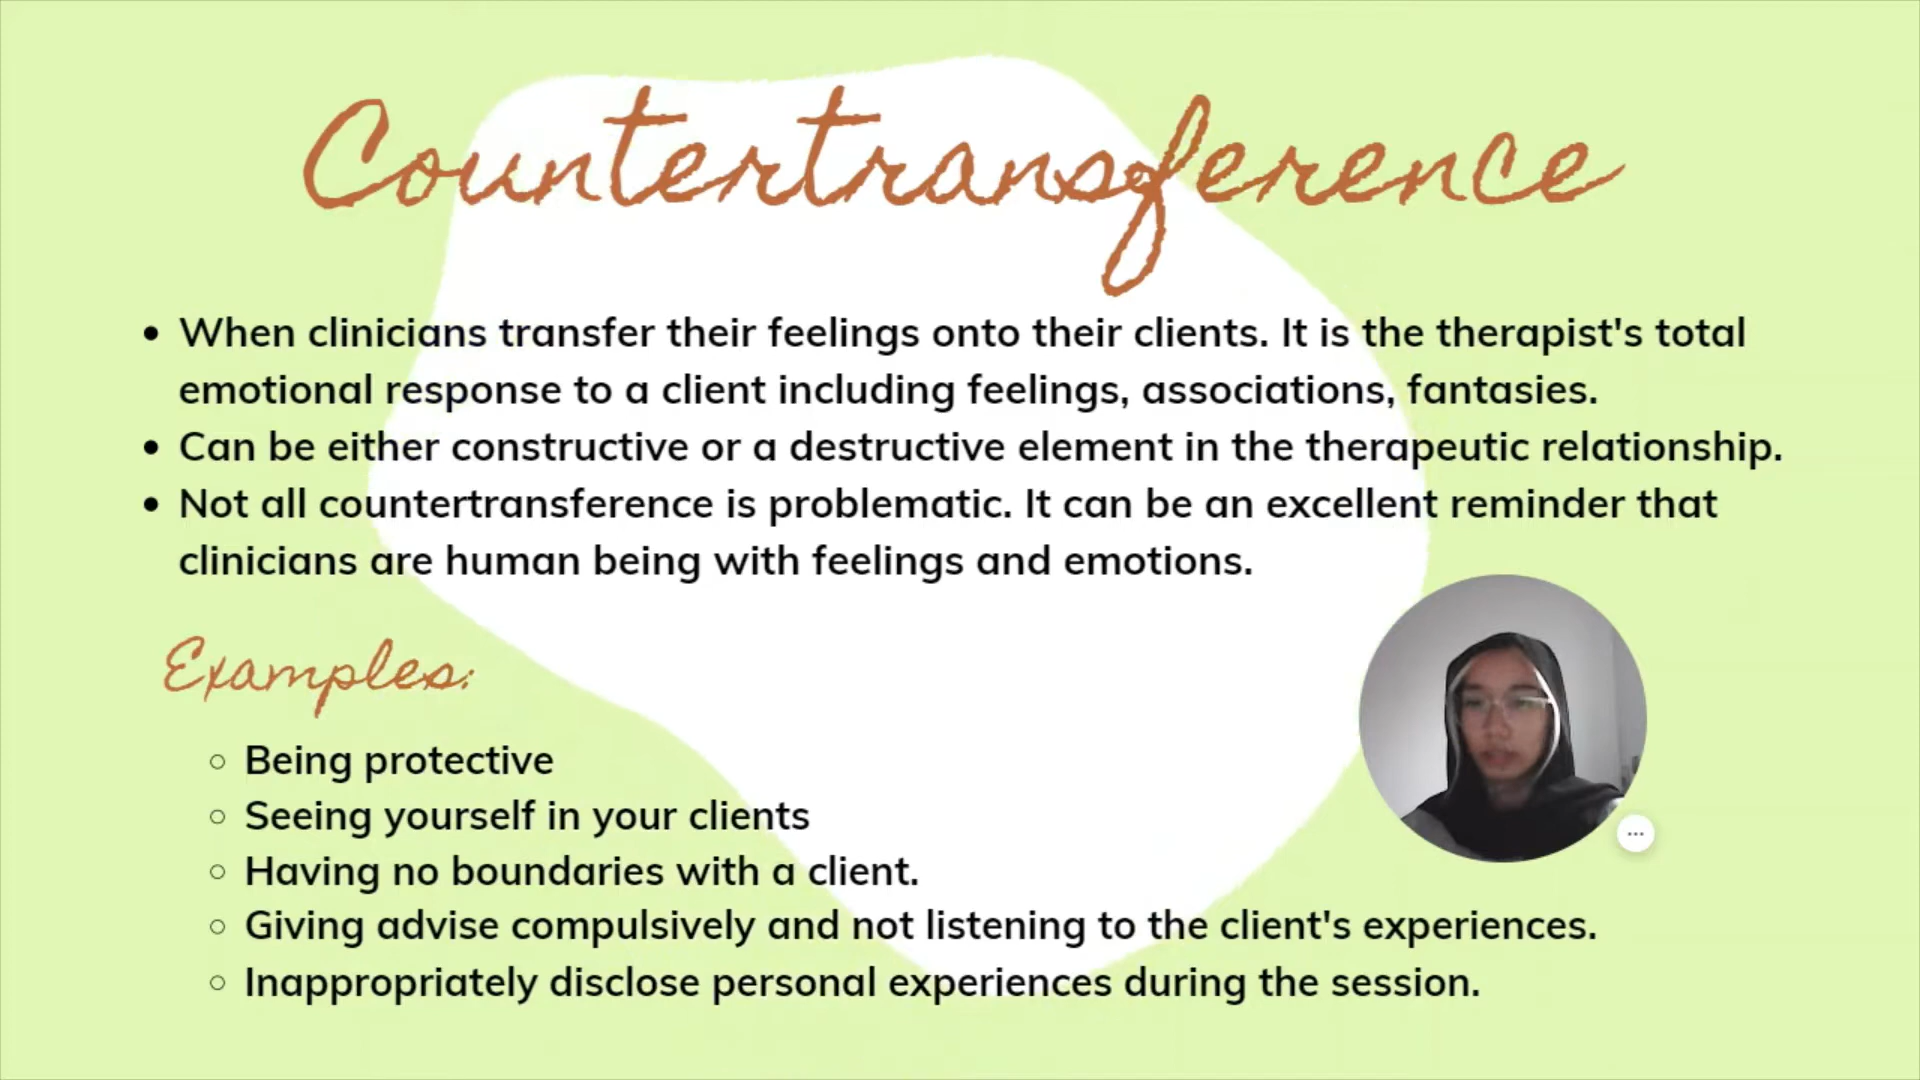 Countertransference
• When clinicians transfer their feelings onto their clients. It is the therapist's total
emotional response to a client including feelings, associations, fantasies.
• Can be either constructive or a destructive element in the therapeutic relationship.
• Not all countertransference is problematic. It can be an excellent reminder that
clinicians are human being with feelings and emotions.
Examples:
○ Being protective
○ Seeing yourself in your clients
○ Having no boundaries with a client.
○ Giving advise compulsively and not listening to the client's experiences.
○ Inappropriately disclose personal experiences during the session.